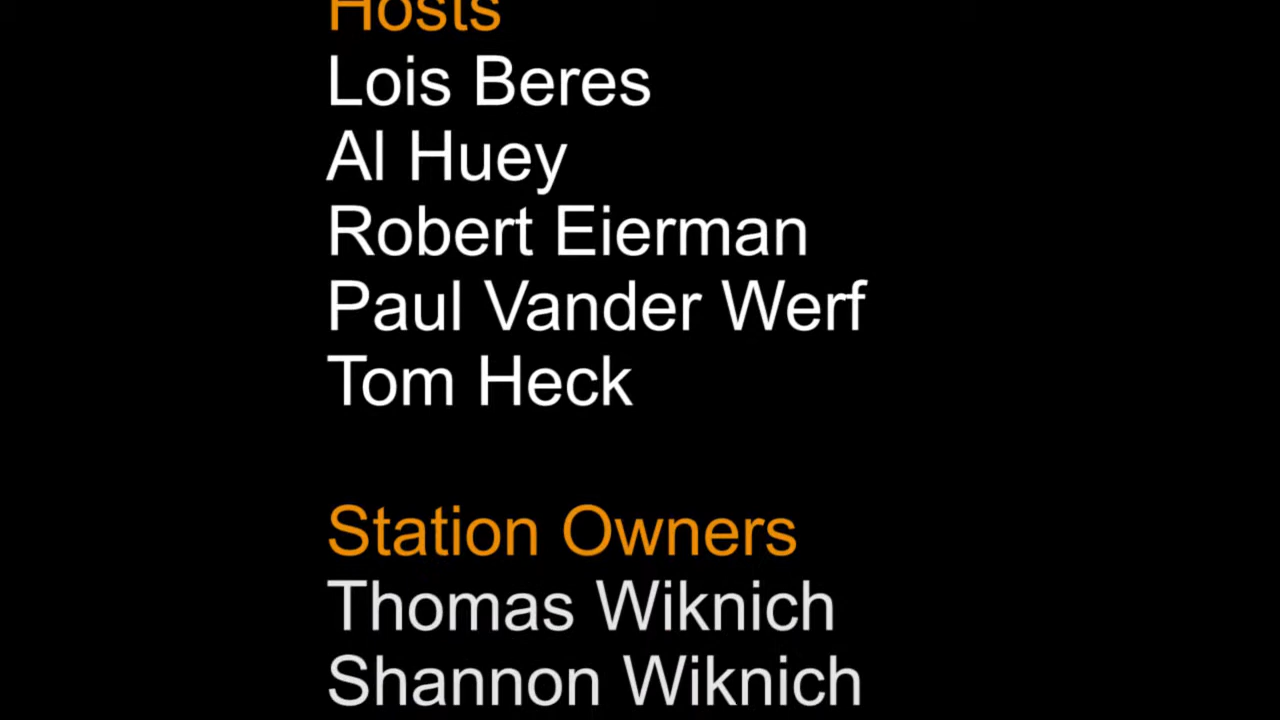 Hosts
Lois Beres
Al Huey
Robert Eierman
Paul Vander Werf
Tom Heck
Station Owners
Thomas Wiknich
Shannon Wiknich